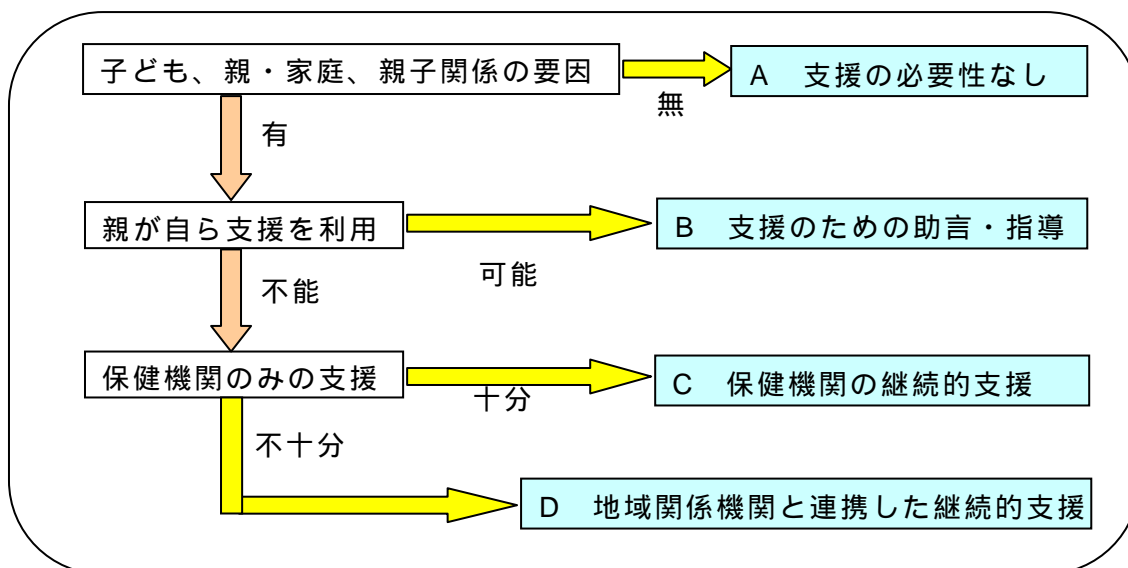 子ども、親・家庭、親子関係の要因
A 支援の必要性なし
無
有
親が自ら支援を利用
B 支援のための助言・指導
可能
不能
保健機関のみの支援
C 保健機関の継続的支援
十分
不十分
D 地域関係機関と連携した継続的支援